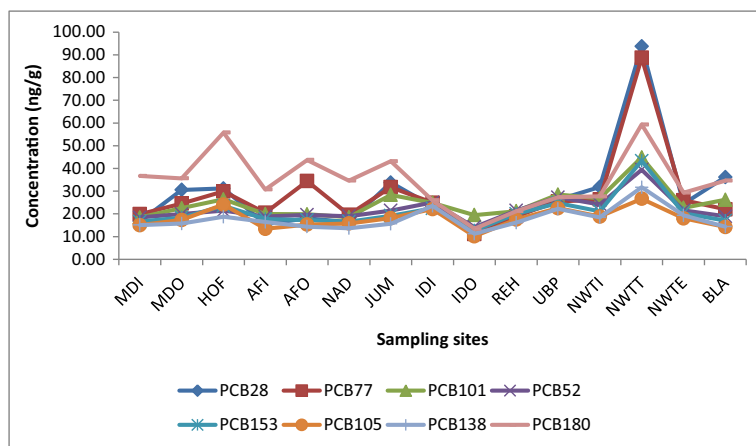 100.00
90.00
80.00
70.00
60.00
50.00
40.00
30.00
20.00
10.00
0.00
Concentration (ng/g)
MDI MDO HOF AFI AFO NAD JUM IDI IDO REH UBP NWTI NWTT NWTE BLA
Sampling sites
PCB28 PCB77 PCB101 PCB52
PCB153 PCB105 PCB138 PCB180